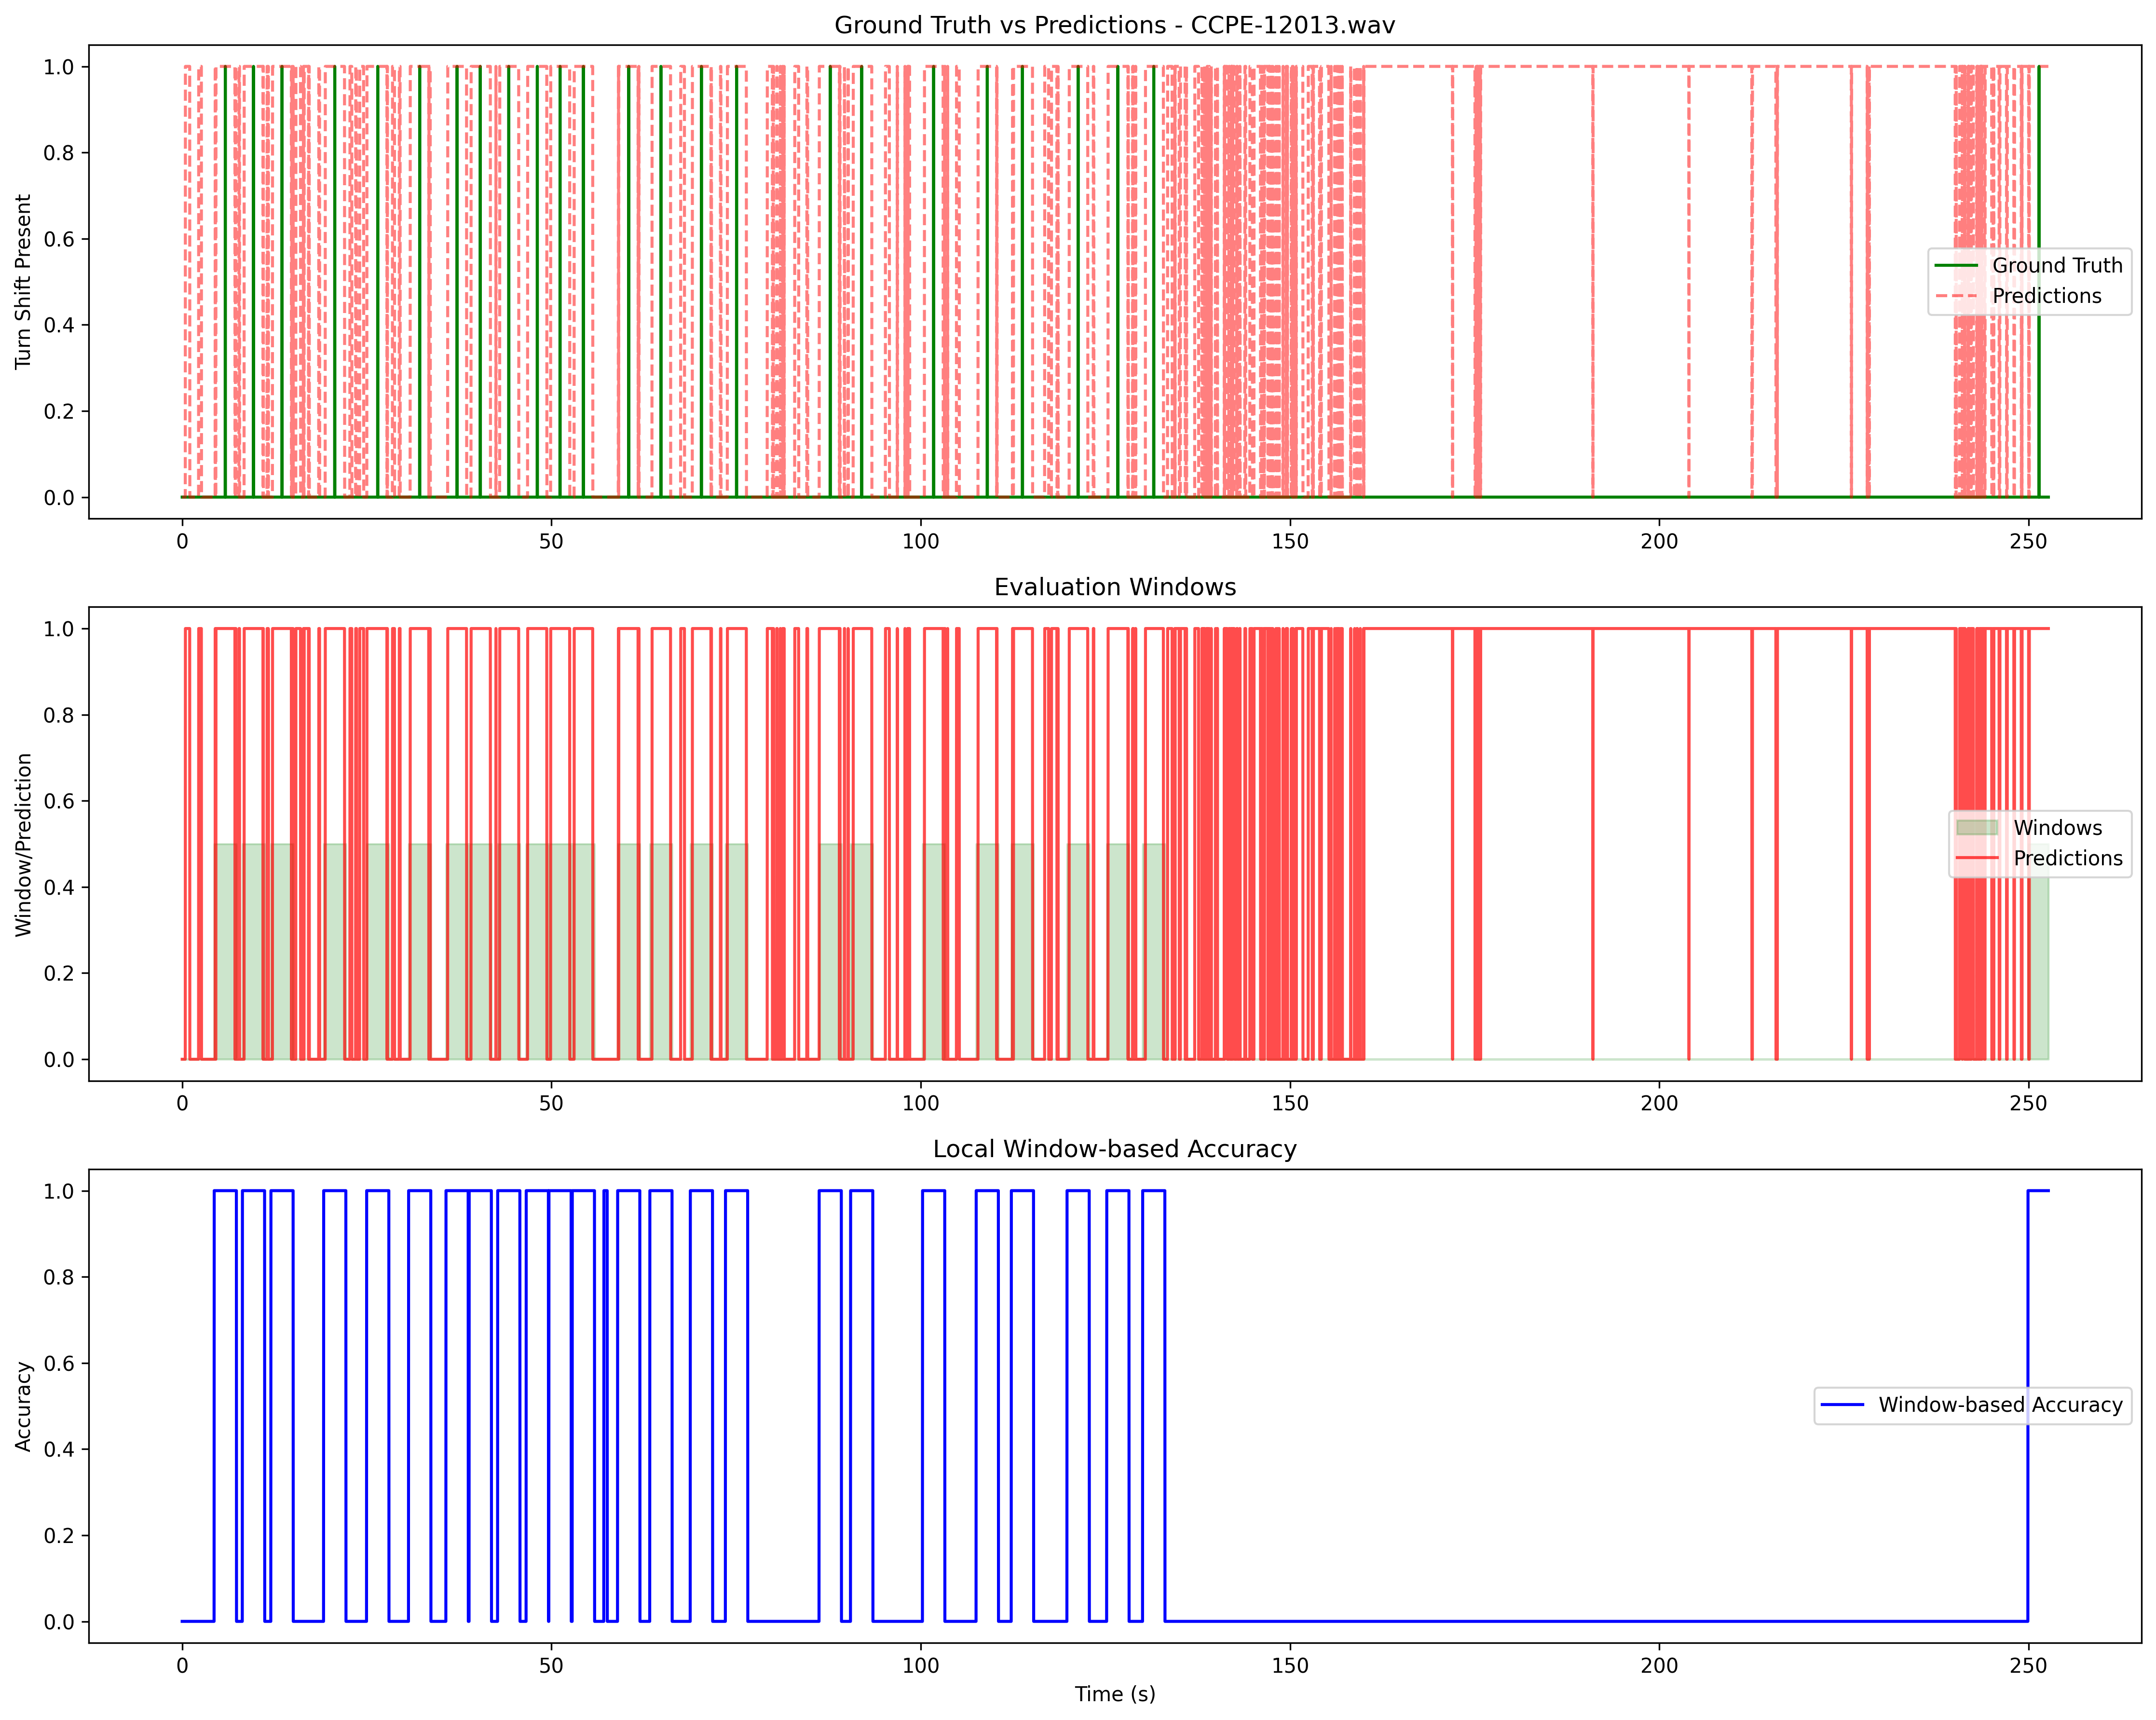 Ground Truth vs Predictions - CCPE-12013.wav
1.0
0.8
0.6
0.4
0.2
0.0
Turn Shift Present
Ground Truth
Predictions
0 50 100 150 200 250
Evaluation Windows
1.0
0.8
0.6
0.4
0.2
0.0
Window/Prediction
Windows
Predictions
0 50 100 150 200 250
Local Window-based Accuracy
1.0
0.8
0.6
0.4
0.2
0.0
Accuracy
Window-based Accuracy
0 50 100 150 200 250
Time (s)